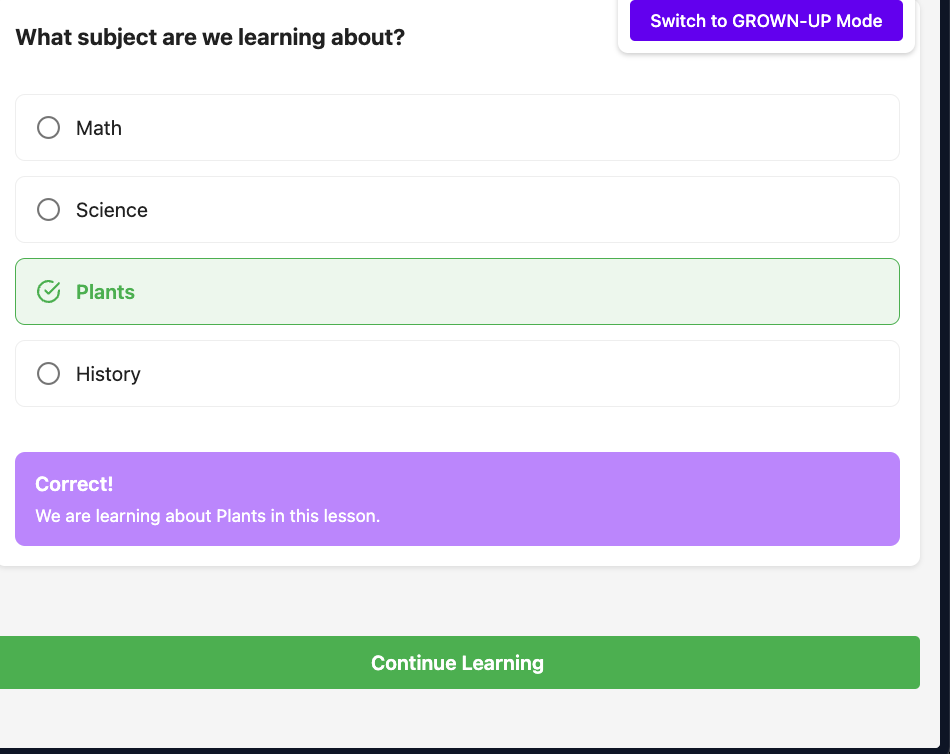 What subject are we learning about?
Switch to GROWN-UP Mode
Math
Science
Plants
History
Correct!
We are learning about Plants in this lesson.
Continue Learning